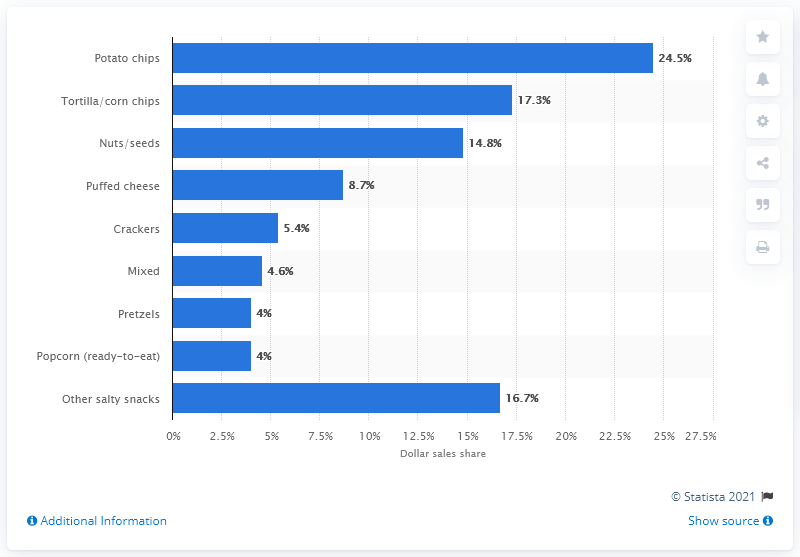 Potato chips 24.5%
Tortilla/corn chips 17.3%
Nuts/seeds 14.8%
Puffed cheese 8.7%
Crackers 5.4%
Mixed 4.6%
Pretzels 4%
Popcorn (ready-to-eat) 4%
Other salty snacks 16.7%
0% 2.5% 5% 7.5% 10% 12.5% 15% 17.5% 20% 22.5% 25% 27.5%
Dollar sales share
© Statista 2021
Additional Information Show source